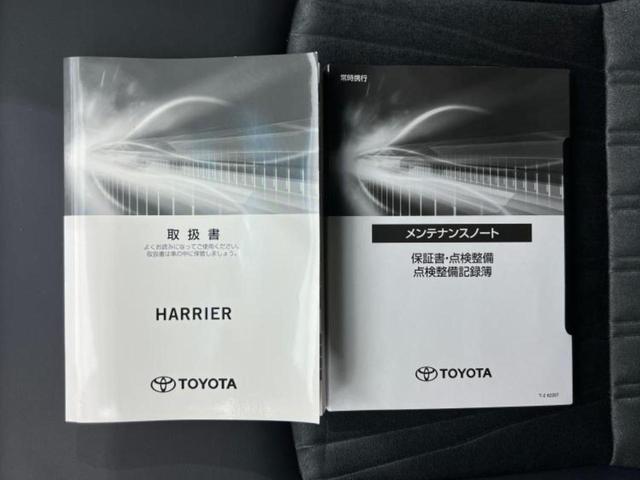 取扱書
よくお読みになってご使用ください。
取扱書は車の中に保管しましょう。
HARRIER
TOYOTA
常時携行
メンテナンスノート
保証書・点検整備
点検整備記録簿
TOYOTA